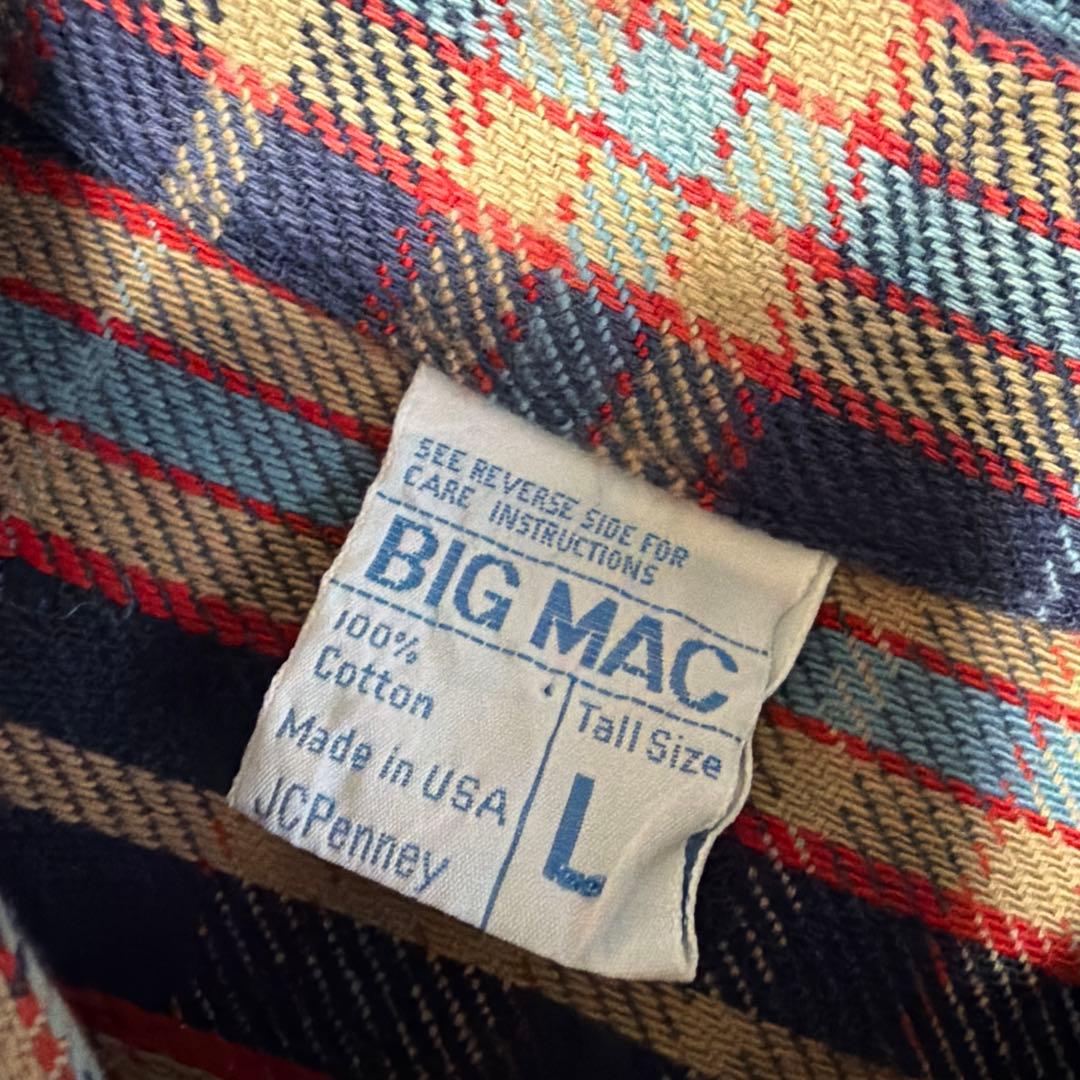 SEE REVERSE SIDE FOR
CARE INSTRUCTIONS
BIG MAC
100%
Cotton
Made in USA
JCPenney
Tall Size
L